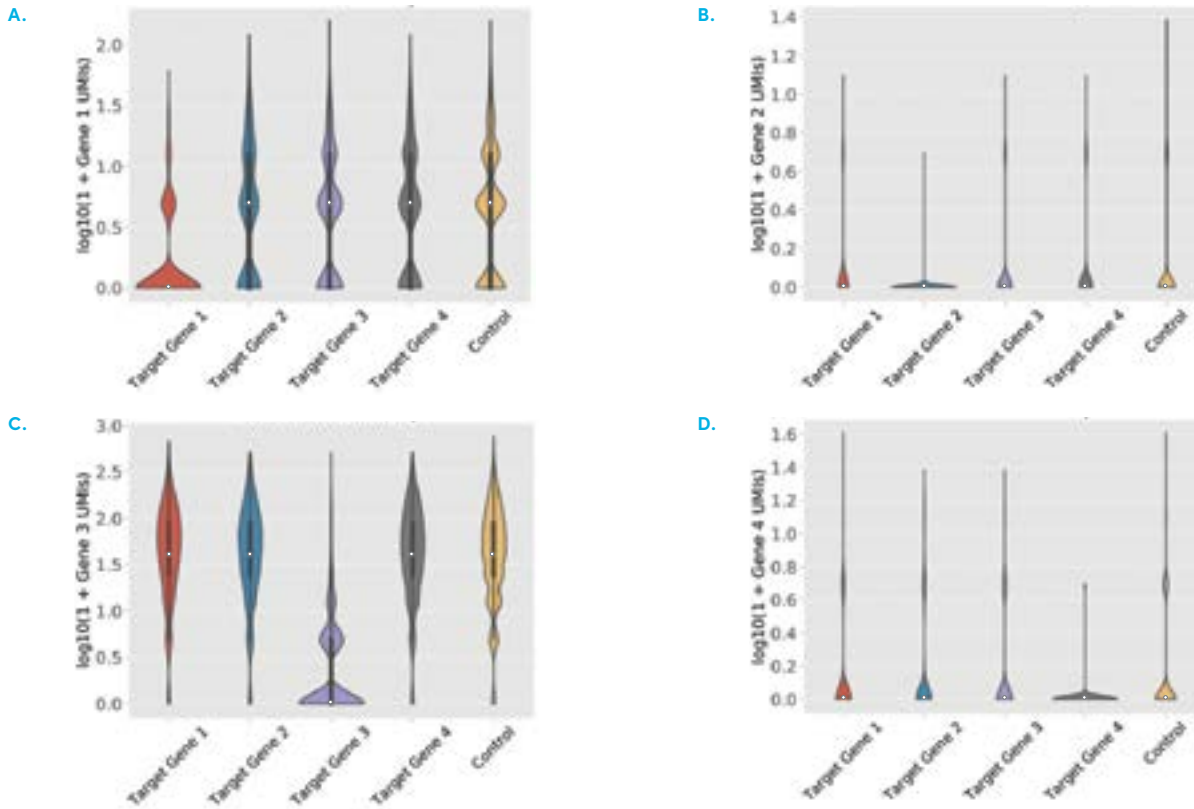 A.
log10(1 + Gene 1 UMIs)
2.0
1.5
1.0
0.5
0.0
Target Gene 1
Target Gene 2
Target Gene 3
Target Gene 4
Control
B.
log10(1 + Gene 2 UMIs)
1.4
1.2
1.0
0.8
0.6
0.4
0.2
0.0
Target Gene 1
Target Gene 2
Target Gene 3
Target Gene 4
Control
C.
log10(1 + Gene 3 UMIs)
3.0
2.5
2.0
1.5
1.0
0.5
0.0
Target Gene 1
Target Gene 2
Target Gene 3
Target Gene 4
Control
D.
log10(1 + Gene 4 UMIs)
1.6
1.4
1.2
1.0
0.8
0.6
0.4
0.2
0.0
Target Gene 1
Target Gene 2
Target Gene 3
Target Gene 4
Control